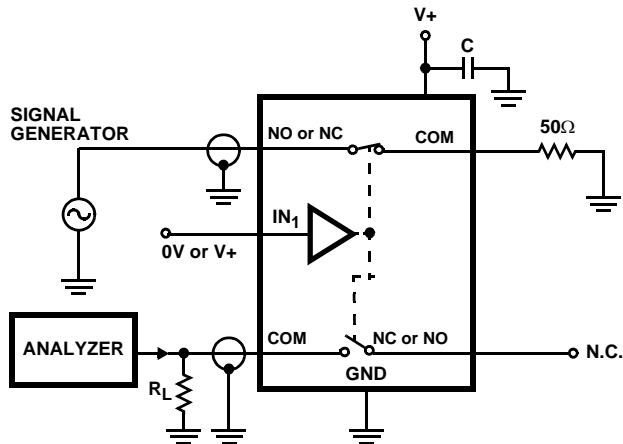 V+
C
SIGNAL
GENERATOR
NO or NC
COM
50Ω
IN1
0V or V+
ANALYZER
COM
NC or NO
N.C.
RL
GND